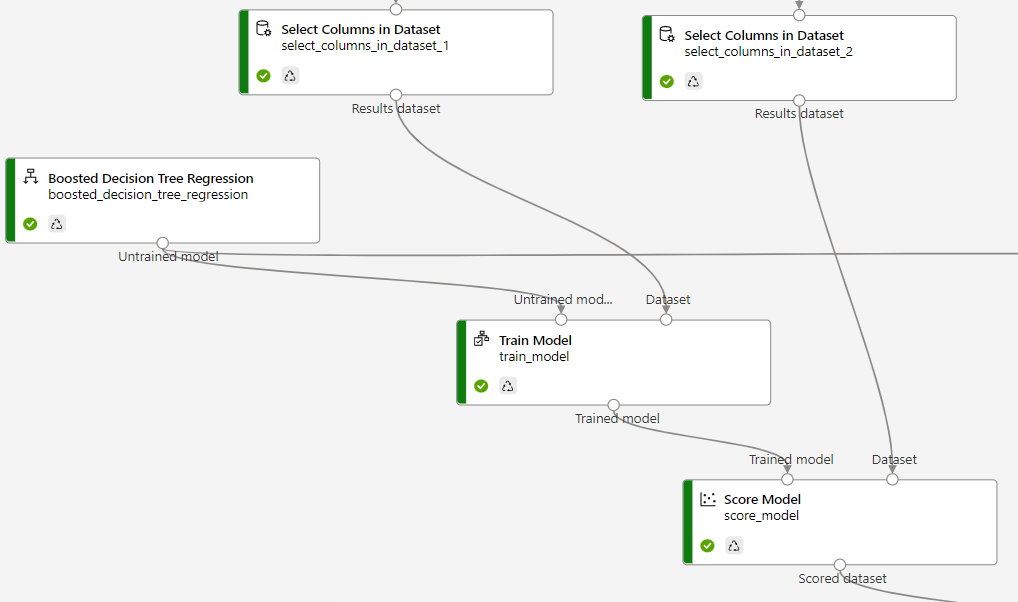 Select Columns in Dataset
select_columns_in_dataset_1
Results dataset
Select Columns in Dataset
select_columns_in_dataset_2
Results dataset
Boosted Decision Tree Regression
boosted_decision_tree_regression
Untrained model
Untrained mod...
Dataset
Train Model
train_model
Trained model
Trained model
Dataset
Score Model
score_model
Scored dataset